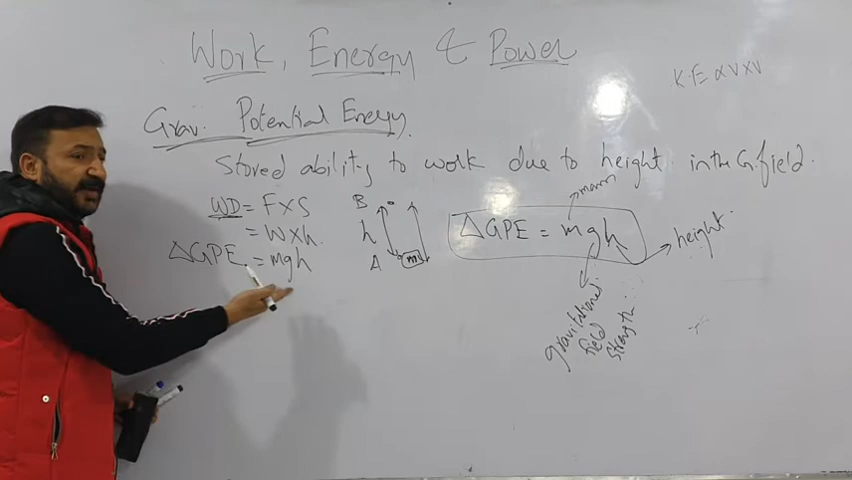 Work, Energy & Power
K.E = α V x V
Grav. Potential Energy.
Stored ability to work due to height in the G. field.
WD = F x S
= W x h.
ΔGPE = mgh
B
h
A
m
ΔGPE = mgh
mass
height
gravitational
field
strength